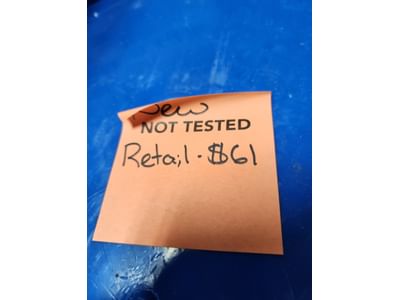 New
NOT TESTED
Retail - $61